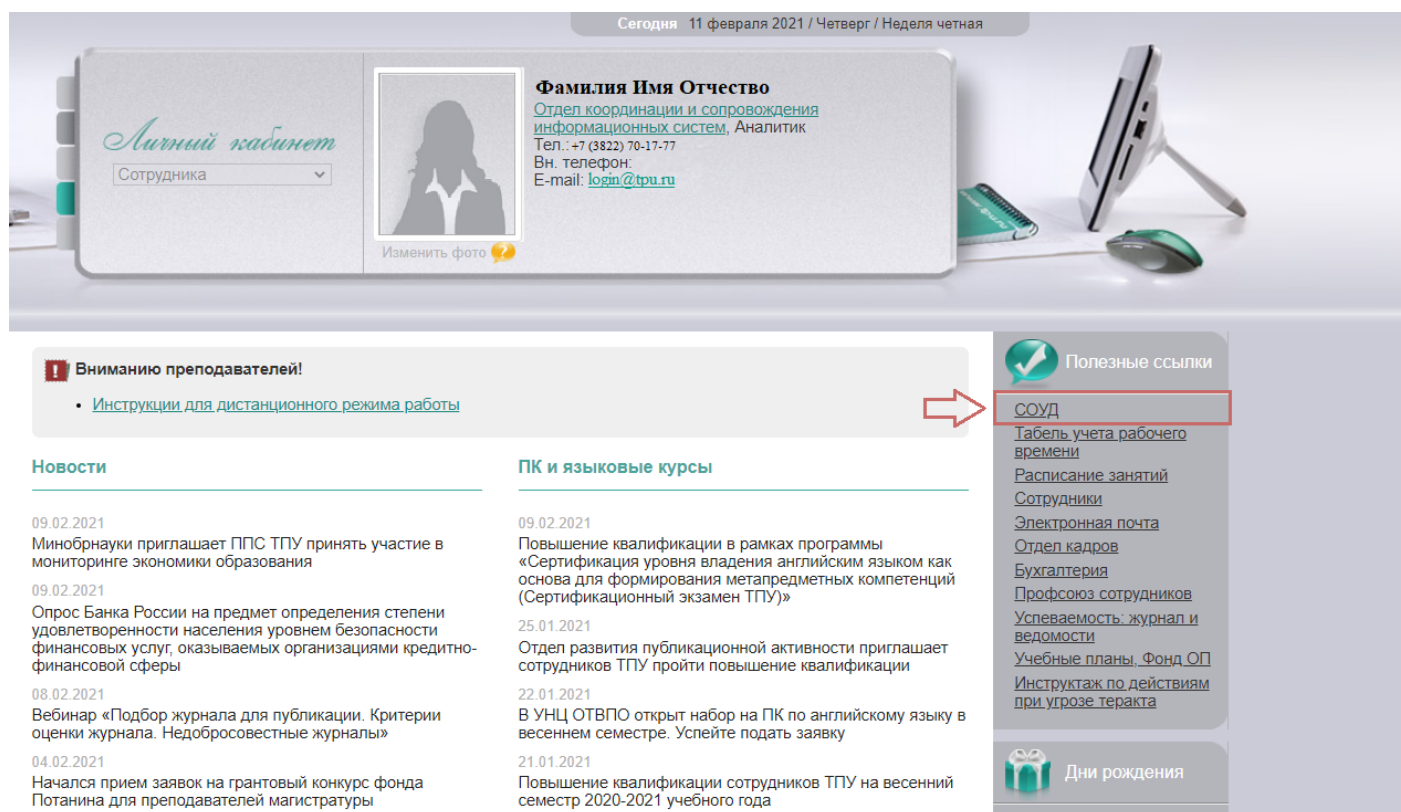 Сегодня 11 февраля 2021 / Четверг / Неделя четная
Личный кабинет
Сотрудника
Изменить фото
Фамилия Имя Отчество
Отдел координации и сопровождения
информационных систем, Аналитик
Тел.: +7 (3822) 70-17-77
Вн. телефон:
E-mail: login@tpu.ru
Вниманию преподавателей!
Инструкции для дистанционного режима работы
Новости
09.02.2021
Минобрнауки приглашает ППС ТПУ принять участие в
мониторинге экономики образования
09.02.2021
Опрос Банка России на предмет определения степени
удовлетворенности населения уровнем безопасности
финансовых услуг, оказываемых организациями кредитно-
финансовой сферы
08.02.2021
Вебинар «Подбор журнала для публикации. Критерии
оценки журнала. Недобросовестные журналы»
04.02.2021
Начался прием заявок на грантовый конкурс фонда
Потанина для преподавателей магистратуры
ПК и языковые курсы
09.02.2021
Повышение квалификации в рамках программы
«Сертификация уровня владения английским языком как
основа для формирования метапредметных компетенций
(Сертификационный экзамен ТПУ)»
25.01.2021
Отдел развития публикационной активности приглашает
сотрудников ТПУ пройти повышение квалификации
22.01.2021
В УНЦ ОТВПО открыт набор на ПК по английскому языку в
весеннем семестре. Успейте подать заявку
21.01.2021
Повышение квалификации сотрудников ТПУ на весенний
семестр 2020-2021 учебного года
Полезные ссылки
СОУД
Табель учета рабочего
времени
Расписание занятий
Сотрудники
Электронная почта
Отдел кадров
Бухгалтерия
Профсоюз сотрудников
Успеваемость: журнал и
ведомости
Учебные планы, Фонд ОП
Инструктаж по действиям
при угрозе теракта
Дни рождения